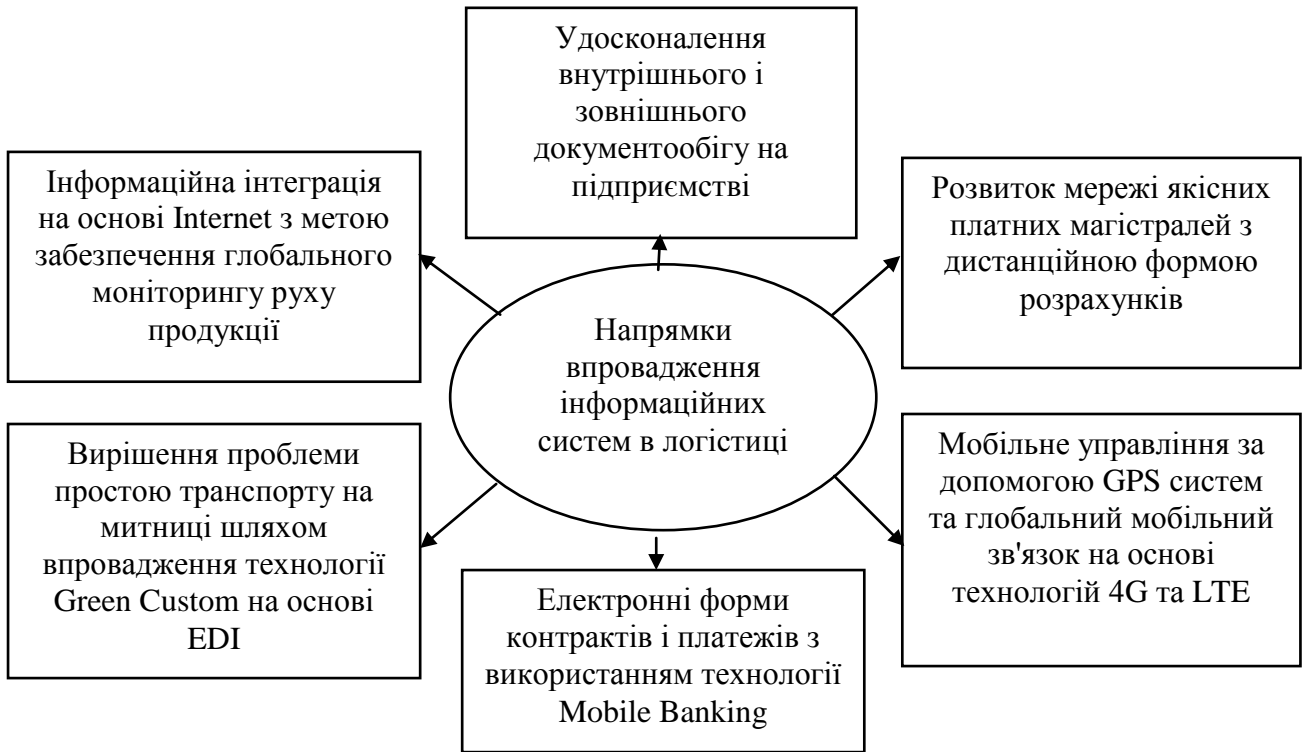 Удосконалення
внутрішнього і
зовнішнього
документообігу на
підприємстві
Інформаційна інтеграція
на основі Internet з метою
забезпечення глобального
моніторингу руху
продукції
Розвиток мережі якісних
платних магістралей з
дистанційною формою
розрахунків
Напрямки
впровадження
інформаційних
систем в логістиці
Вирішення проблеми
простою транспорту на
митниці шляхом
впровадження технології
Green Custom на основі
EDI
Мобільне управління за
допомогою GPS систем
та глобальний мобільний
зв'язок на основі
технологій 4G та LTE
Електронні форми
контрактів і платежів з
використанням технології
Mobile Banking